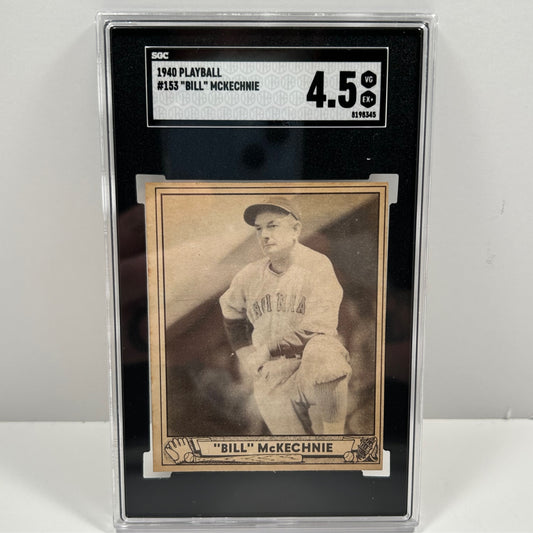 SGC
1940 PLAYBALL
#153 "BILL" MCKECHNIE
4.5
VG
EX+
8198345
"BILL" McKECHNIE